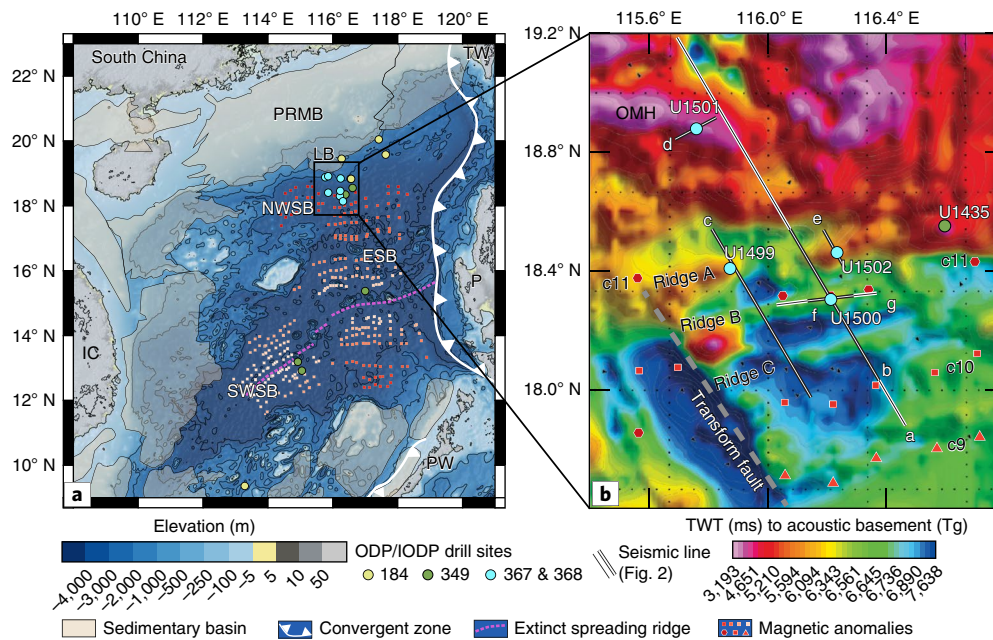 110° E 112° E 114° E 116° E 118° E 120° E
22° N
20° N
18° N
16° N
14° N
12° N
10° N
South China
TW
PRMB
LB
NWSB
ESB
P
IC
SWSB
PW
a
115.6° E 116.0° E 116.4° E
19.2° N
18.8° N
18.4° N
18.0° N
OMH
U1501
d
U1435
c
e
U1499
U1502
c11
c11
Ridge A
g
f
U1500
Ridge B
Ridge C
b
c10
Transform fault
a
c9
b
Elevation (m)
–4,000
–3,000
–2,000
–1,000
–500
–250
–100
–5
5
10
50
ODP/IODP drill sites
184 349 367 & 368
Seismic line
(Fig. 2)
TWT (ms) to acoustic basement (Tg)
3,193
4,651
5,210
5,594
6,094
6,343
6,561
6,645
6,736
6,890
7,638
Sedimentary basin Convergent zone Extinct spreading ridge Magnetic anomalies